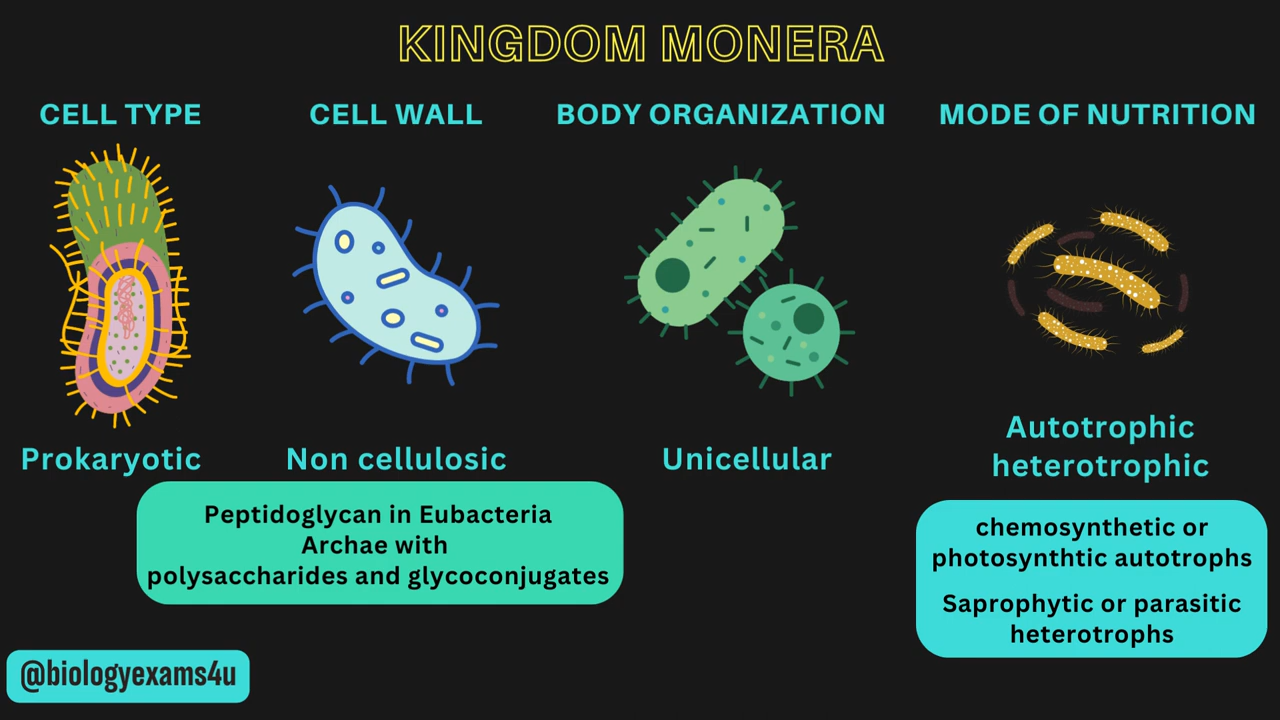 KINGDOM MONERA
CELL TYPE
CELL WALL
BODY ORGANIZATION
MODE OF NUTRITION
Prokaryotic
Non cellulosic
Unicellular
Autotrophic
heterotrophic
Peptidoglycan in Eubacteria
Archae with
polysaccharides and glycoconjugates
chemosynthetic or
photosynthtic autotrophs
Saprophytic or parasitic
heterotrophs
@biologyexams4u